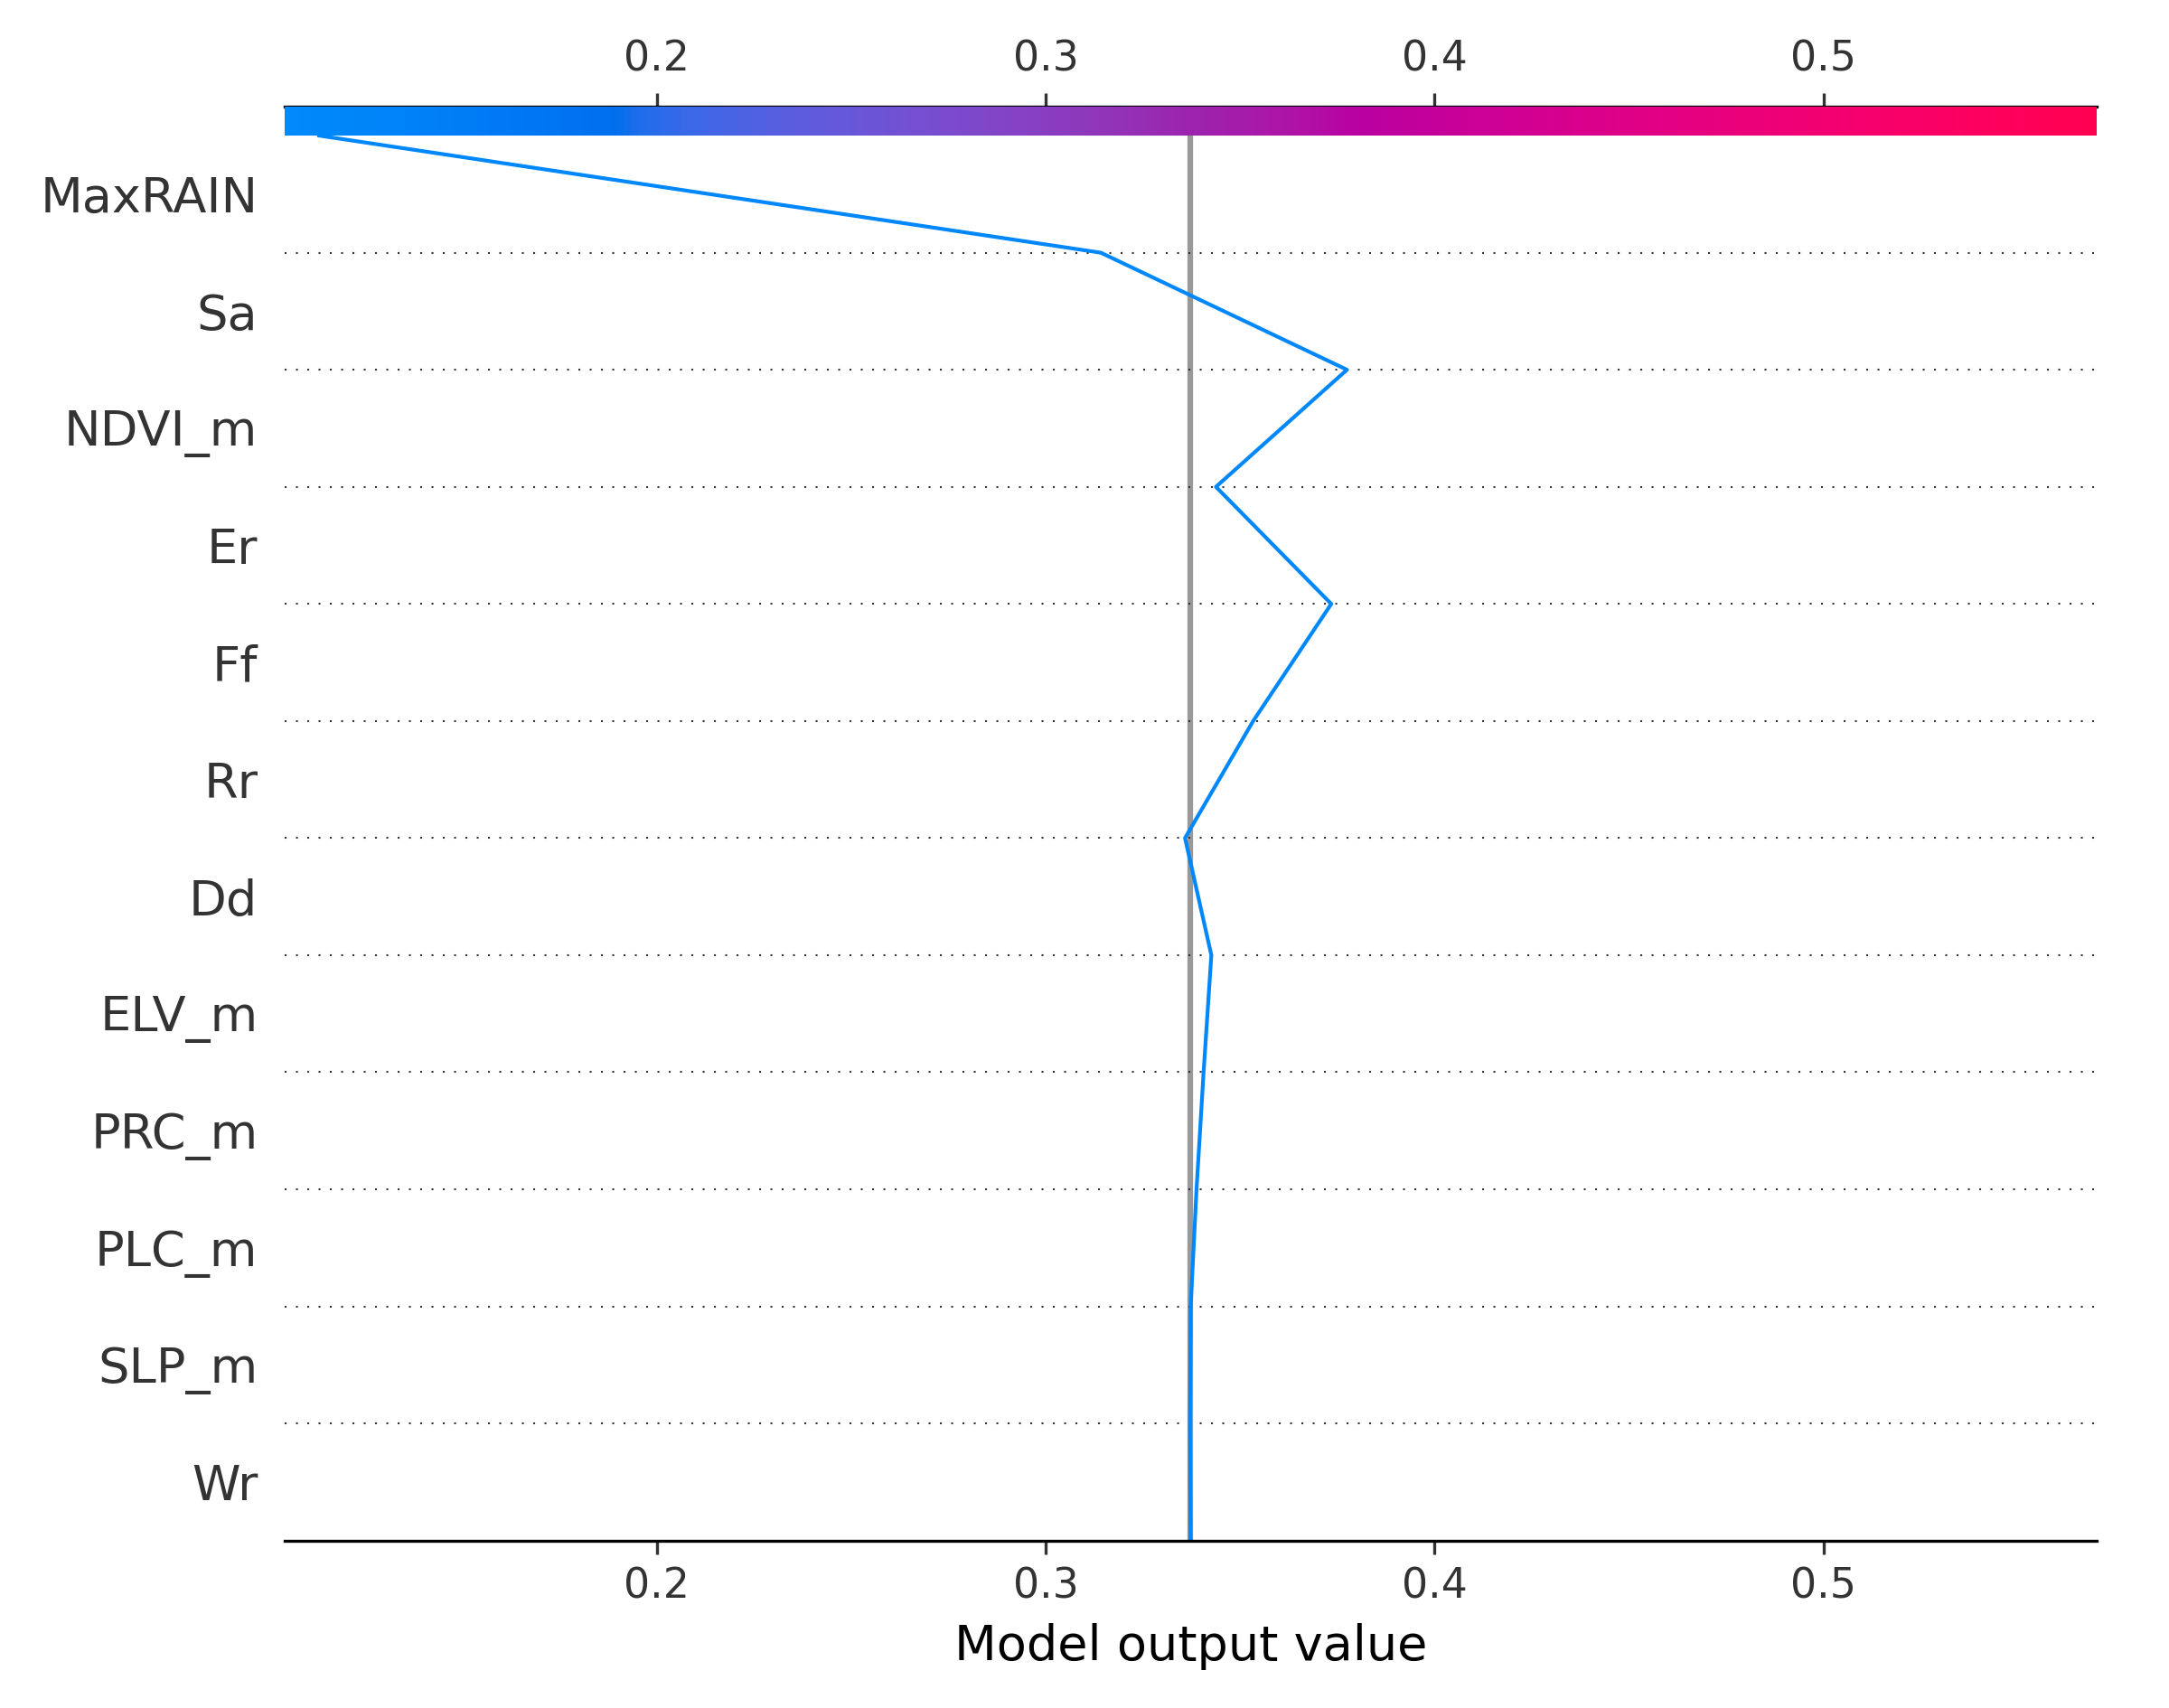 0.2 0.3 0.4 0.5
MaxRAIN
Sa
NDVI_m
Er
Ff
Rr
Dd
ELV_m
PRC_m
PLC_m
SLP_m
Wr
0.2 0.3 0.4 0.5
Model output value